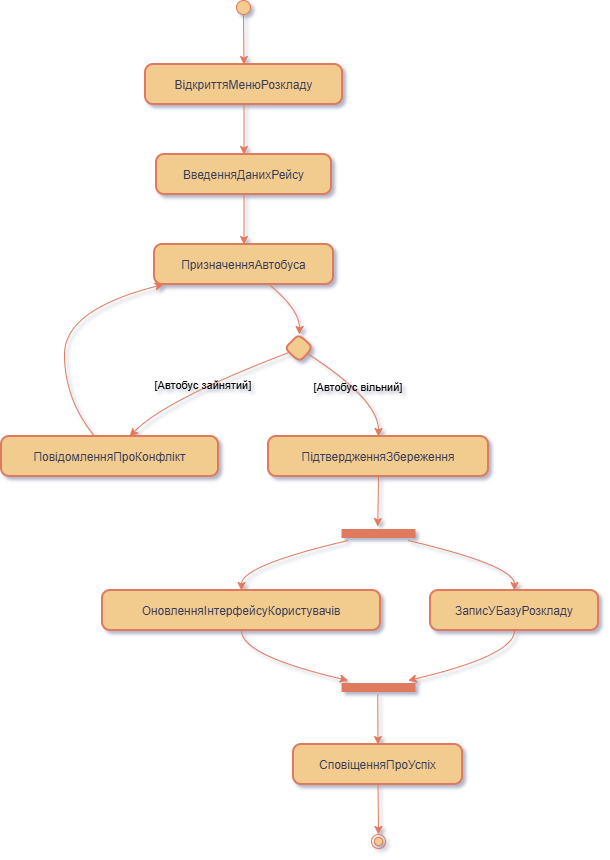 ВідкриттяМенюРозкладу
ВведенняДанихРейсу
ПризначенняАвтобуса
[Автобус зайнятий]
[Автобус вільний]
ПовідомленняПроКонфлікт
ПідтвердженняЗбереження
ОновленняІнтерфейсуКористувачів
ЗаписУБазуРозкладу
СповіщенняПроУспіх